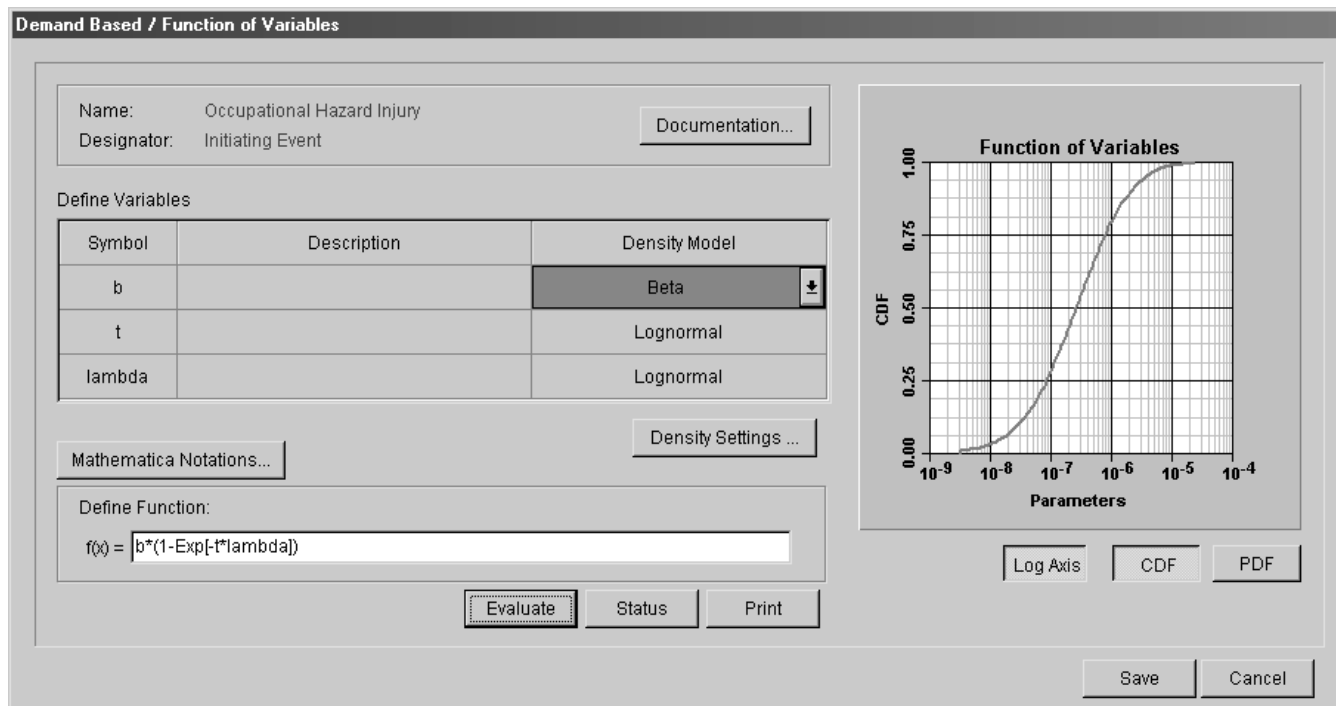 Demand Based / Function of Variables
Name: Occupational Hazard Injury
Designator: Initiating Event
Documentation...
Define Variables
Symbol Description Density Model
b Beta
t Lognormal
lambda Lognormal
Density Settings ...
Mathematica Notations...
Define Function:
f(x) = b*(1-Exp[-t*lambda])
Evaluate Status Print
Function of Variables
CDF
1.00
0.75
0.50
0.25
0.00
10^-9 10^-8 10^-7 10^-6 10^-5 10^-4
Parameters
Log Axis CDF PDF
Save Cancel